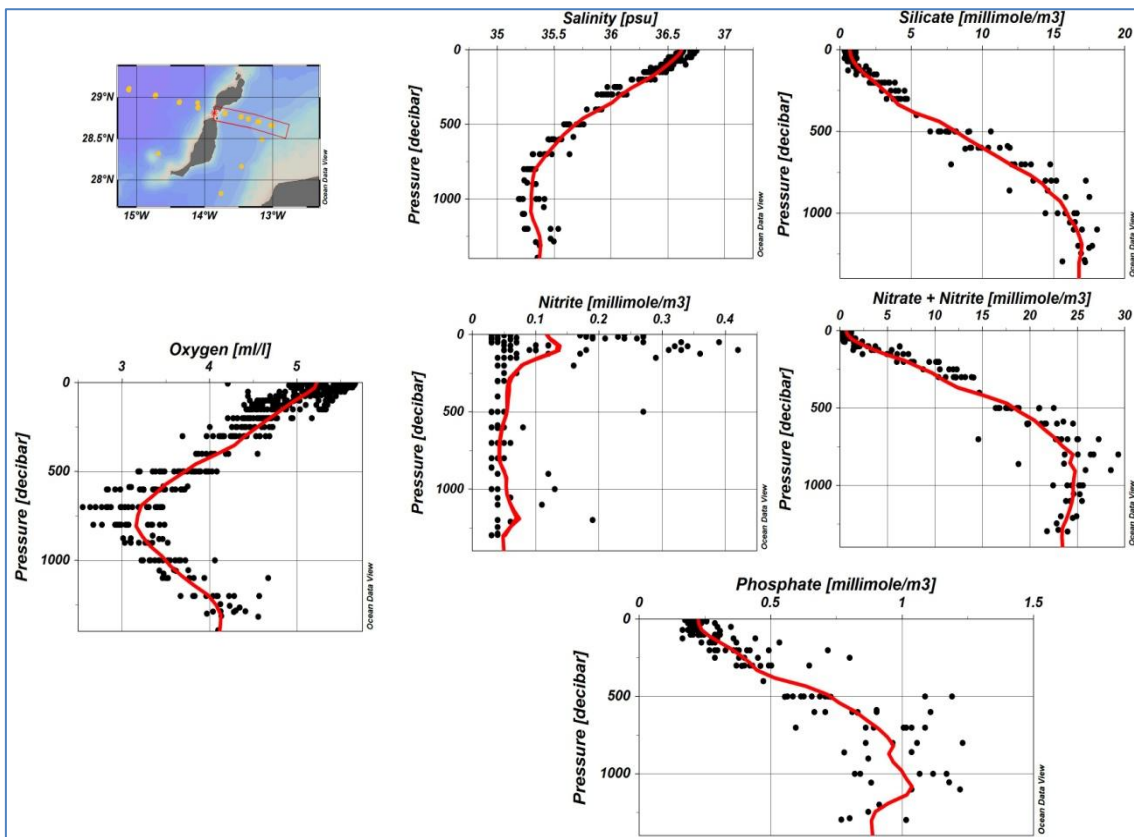 Salinity [psu]
35 35.5 36 36.5 37
0
500
1000
Pressure [decibar]
Ocean Data View
Silicate [millimole/m3]
0 5 10 15 20
0
500
1000
Pressure [decibar]
Ocean Data View
29°N
28.5°N
28°N
15°W 14°W 13°W
Ocean Data View
Nitrite [millimole/m3]
0 0.1 0.2 0.3 0.4
0
500
1000
Pressure [decibar]
Ocean Data View
Nitrate + Nitrite [millimole/m3]
0 5 10 15 20 25 30
0
500
1000
Pressure [decibar]
Ocean Data View
Oxygen [ml/l]
3 4 5
0
500
1000
Pressure [decibar]
Ocean Data View
Phosphate [millimole/m3]
0 0.5 1 1.5
0
500
1000
Pressure [decibar]
Ocean Data View